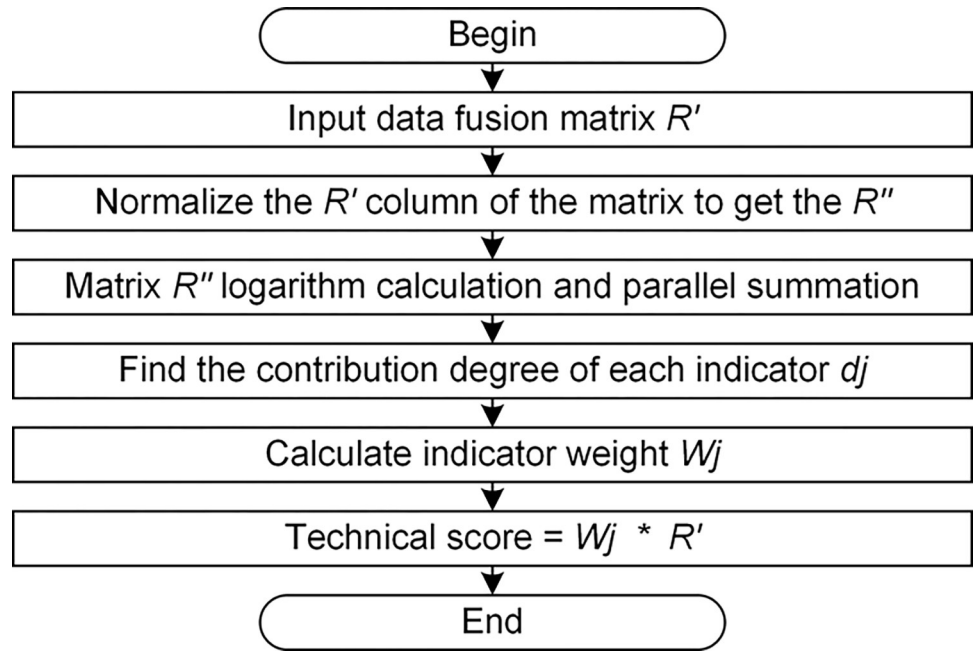 Begin
Input data fusion matrix R′
Normalize the R′ column of the matrix to get the R″
Matrix R″ logarithm calculation and parallel summation
Find the contribution degree of each indicator dj
Calculate indicator weight Wj
Technical score = Wj * R′
End